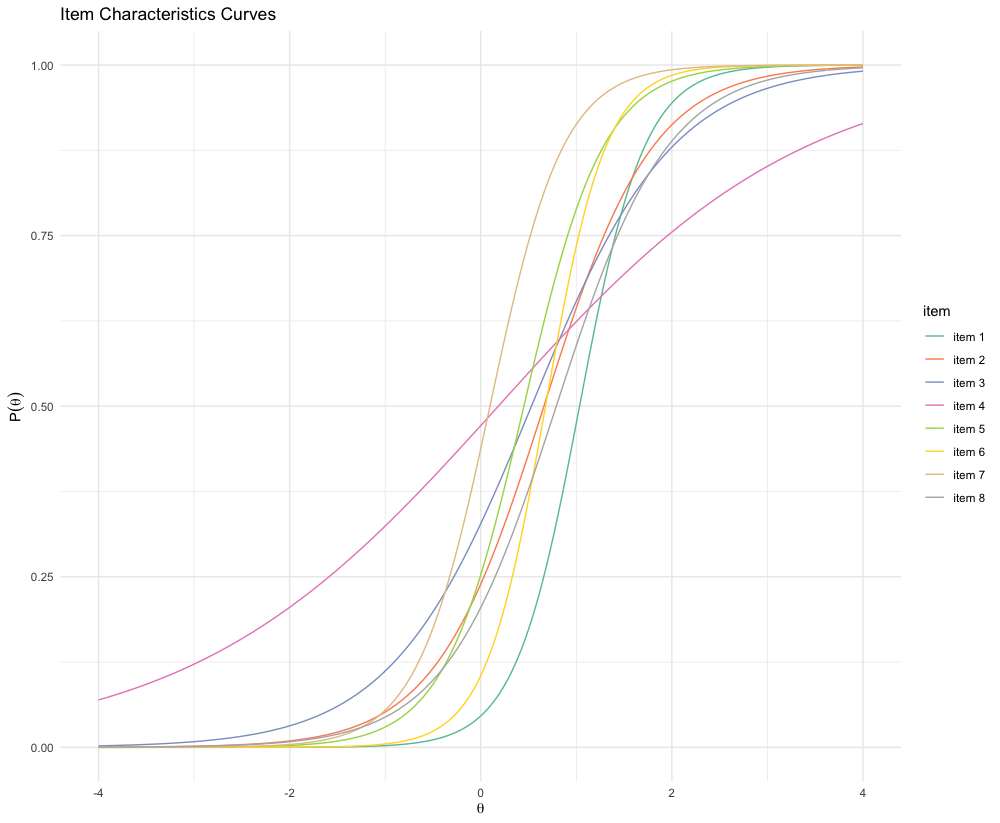 Item Characteristics Curves
1.00
0.75
0.50
0.25
0.00
P(θ)
-4
-2
0
2
4
θ
item
item 1
item 2
item 3
item 4
item 5
item 6
item 7
item 8